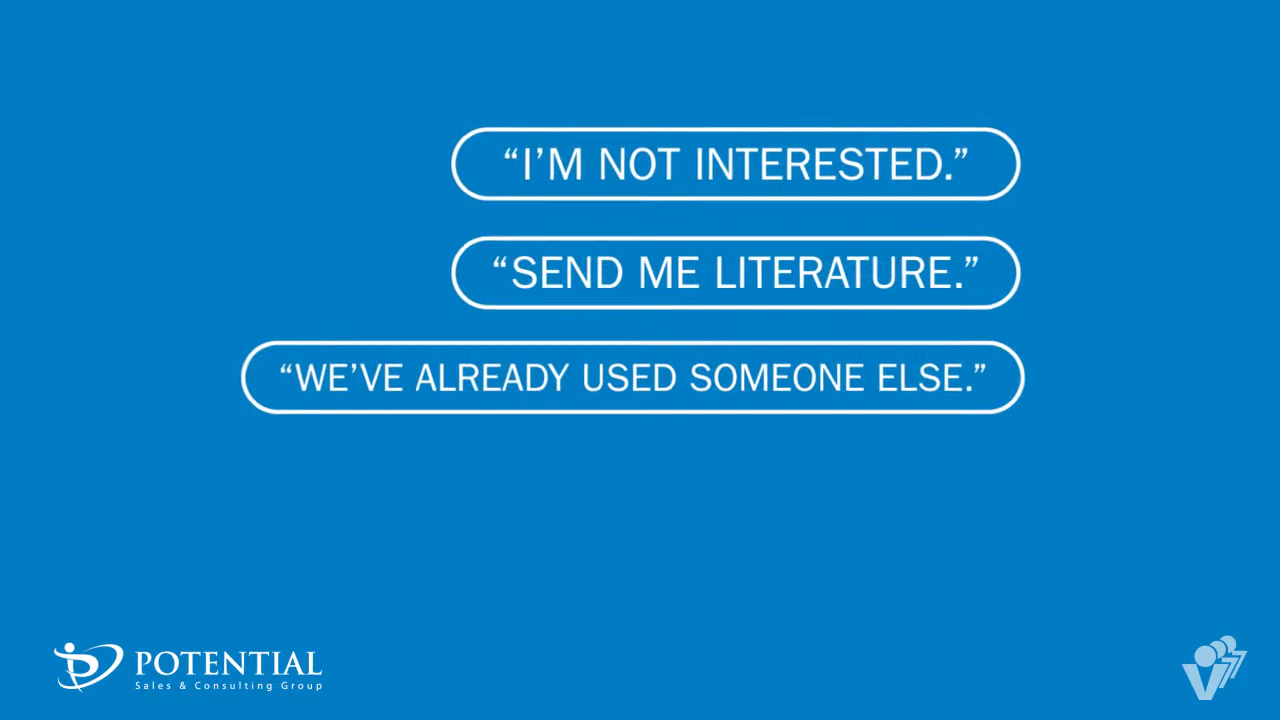 “I’M NOT INTERESTED.”
“SEND ME LITERATURE.”
“WE’VE ALREADY USED SOMEONE ELSE.”
POTENTIAL
Sales & Consulting Group